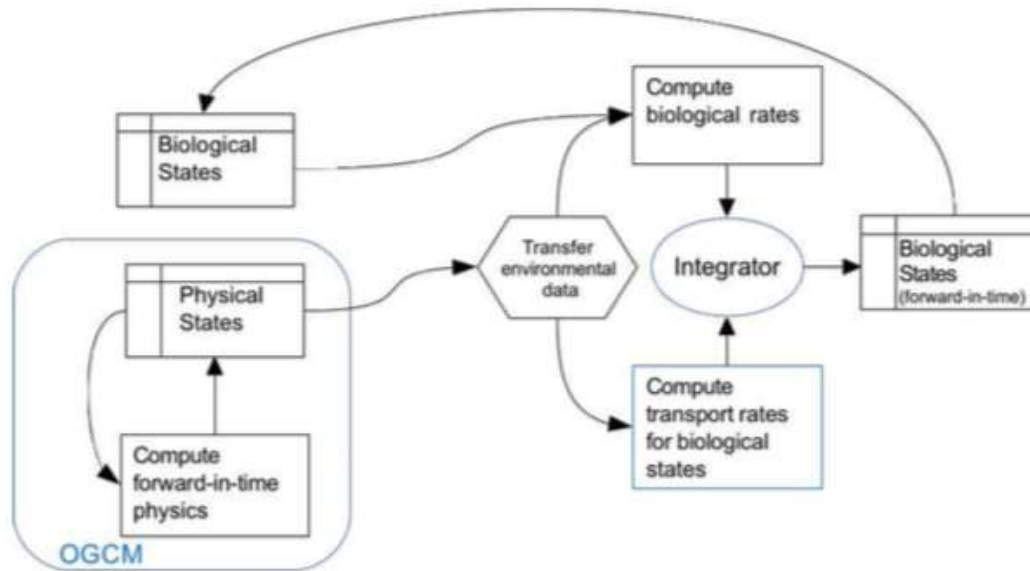 Compute
biological rates
Biological
States
Transfer
environmental
data
Integrator
Biological
States
(forward-in-time)
Physical
States
Compute
transport rates
for biological
states
Compute
forward-in-time
physics
OGCM